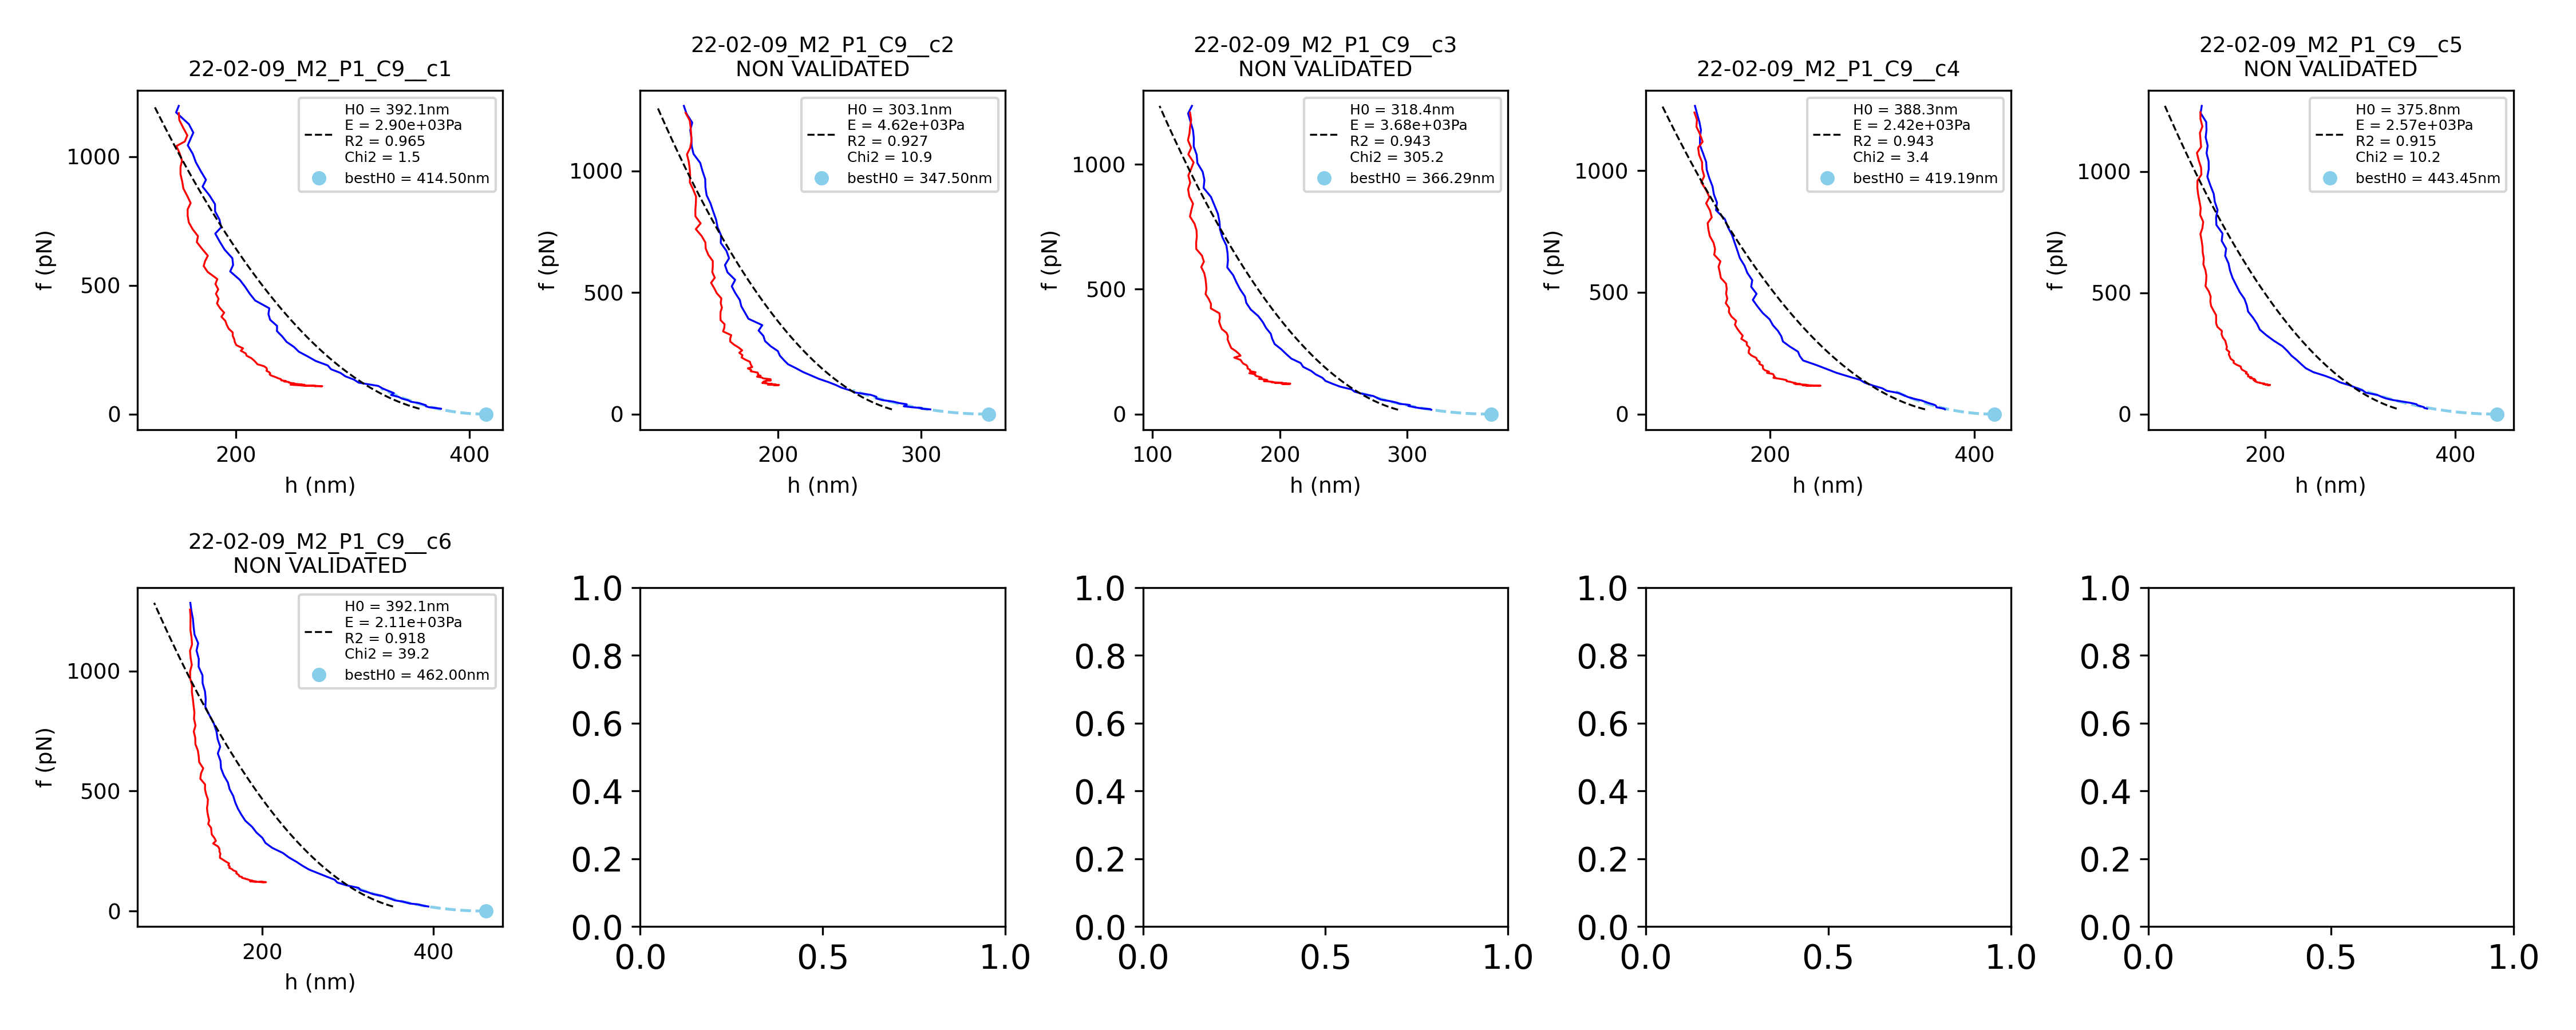 22-02-09_M2_P1_C9__c1
H0 = 392.1nm
E = 2.90e+03Pa
R2 = 0.965
Chi2 = 1.5
bestH0 = 414.50nm
f (pN)
1000
500
0
200 400
h (nm)
22-02-09_M2_P1_C9__c2
NON VALIDATED
H0 = 303.1nm
E = 4.62e+03Pa
R2 = 0.927
Chi2 = 10.9
bestH0 = 347.50nm
f (pN)
1000
500
0
200 300
h (nm)
22-02-09_M2_P1_C9__c3
NON VALIDATED
H0 = 318.4nm
E = 3.68e+03Pa
R2 = 0.943
Chi2 = 305.2
bestH0 = 366.29nm
f (pN)
1000
500
0
100 200 300
h (nm)
22-02-09_M2_P1_C9__c4
H0 = 388.3nm
E = 2.42e+03Pa
R2 = 0.943
Chi2 = 3.4
bestH0 = 419.19nm
f (pN)
1000
500
0
200 400
h (nm)
22-02-09_M2_P1_C9__c5
NON VALIDATED
H0 = 375.8nm
E = 2.57e+03Pa
R2 = 0.915
Chi2 = 10.2
bestH0 = 443.45nm
f (pN)
1000
500
0
200 400
h (nm)
22-02-09_M2_P1_C9__c6
NON VALIDATED
H0 = 392.1nm
E = 2.11e+03Pa
R2 = 0.918
Chi2 = 39.2
bestH0 = 462.00nm
f (pN)
1000
500
0
200 400
h (nm)
1.0
0.8
0.6
0.4
0.2
0.0
0.0 0.5 1.0
1.0
0.8
0.6
0.4
0.2
0.0
0.0 0.5 1.0
1.0
0.8
0.6
0.4
0.2
0.0
0.0 0.5 1.0
1.0
0.8
0.6
0.4
0.2
0.0
0.0 0.5 1.0